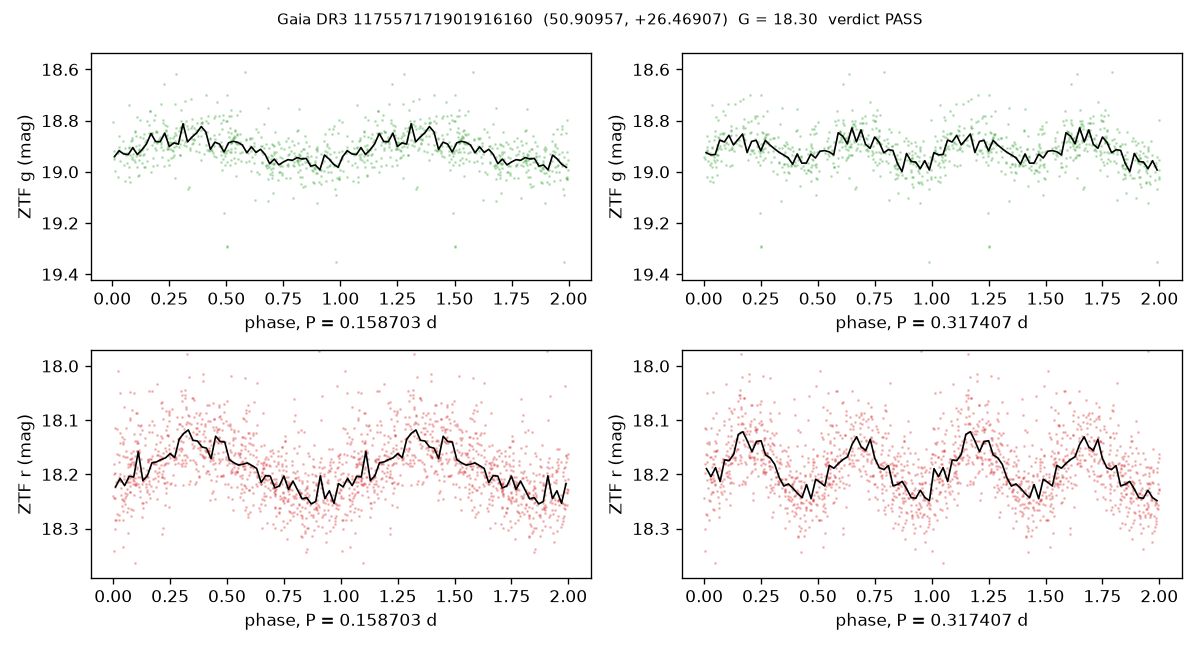 Gaia DR3 117557171901916160  (50.90957, +26.46907)  G = 18.30  verdict PASS
18.6
18.8
19.0
19.2
19.4
ZTF g (mag)
0.00 0.25 0.50 0.75 1.00 1.25 1.50 1.75 2.00
phase, P = 0.158703 d
18.6
18.8
19.0
19.2
19.4
ZTF g (mag)
0.00 0.25 0.50 0.75 1.00 1.25 1.50 1.75 2.00
phase, P = 0.317407 d
18.0
18.1
18.2
18.3
ZTF r (mag)
0.00 0.25 0.50 0.75 1.00 1.25 1.50 1.75 2.00
phase, P = 0.158703 d
18.0
18.1
18.2
18.3
ZTF r (mag)
0.00 0.25 0.50 0.75 1.00 1.25 1.50 1.75 2.00
phase, P = 0.317407 d